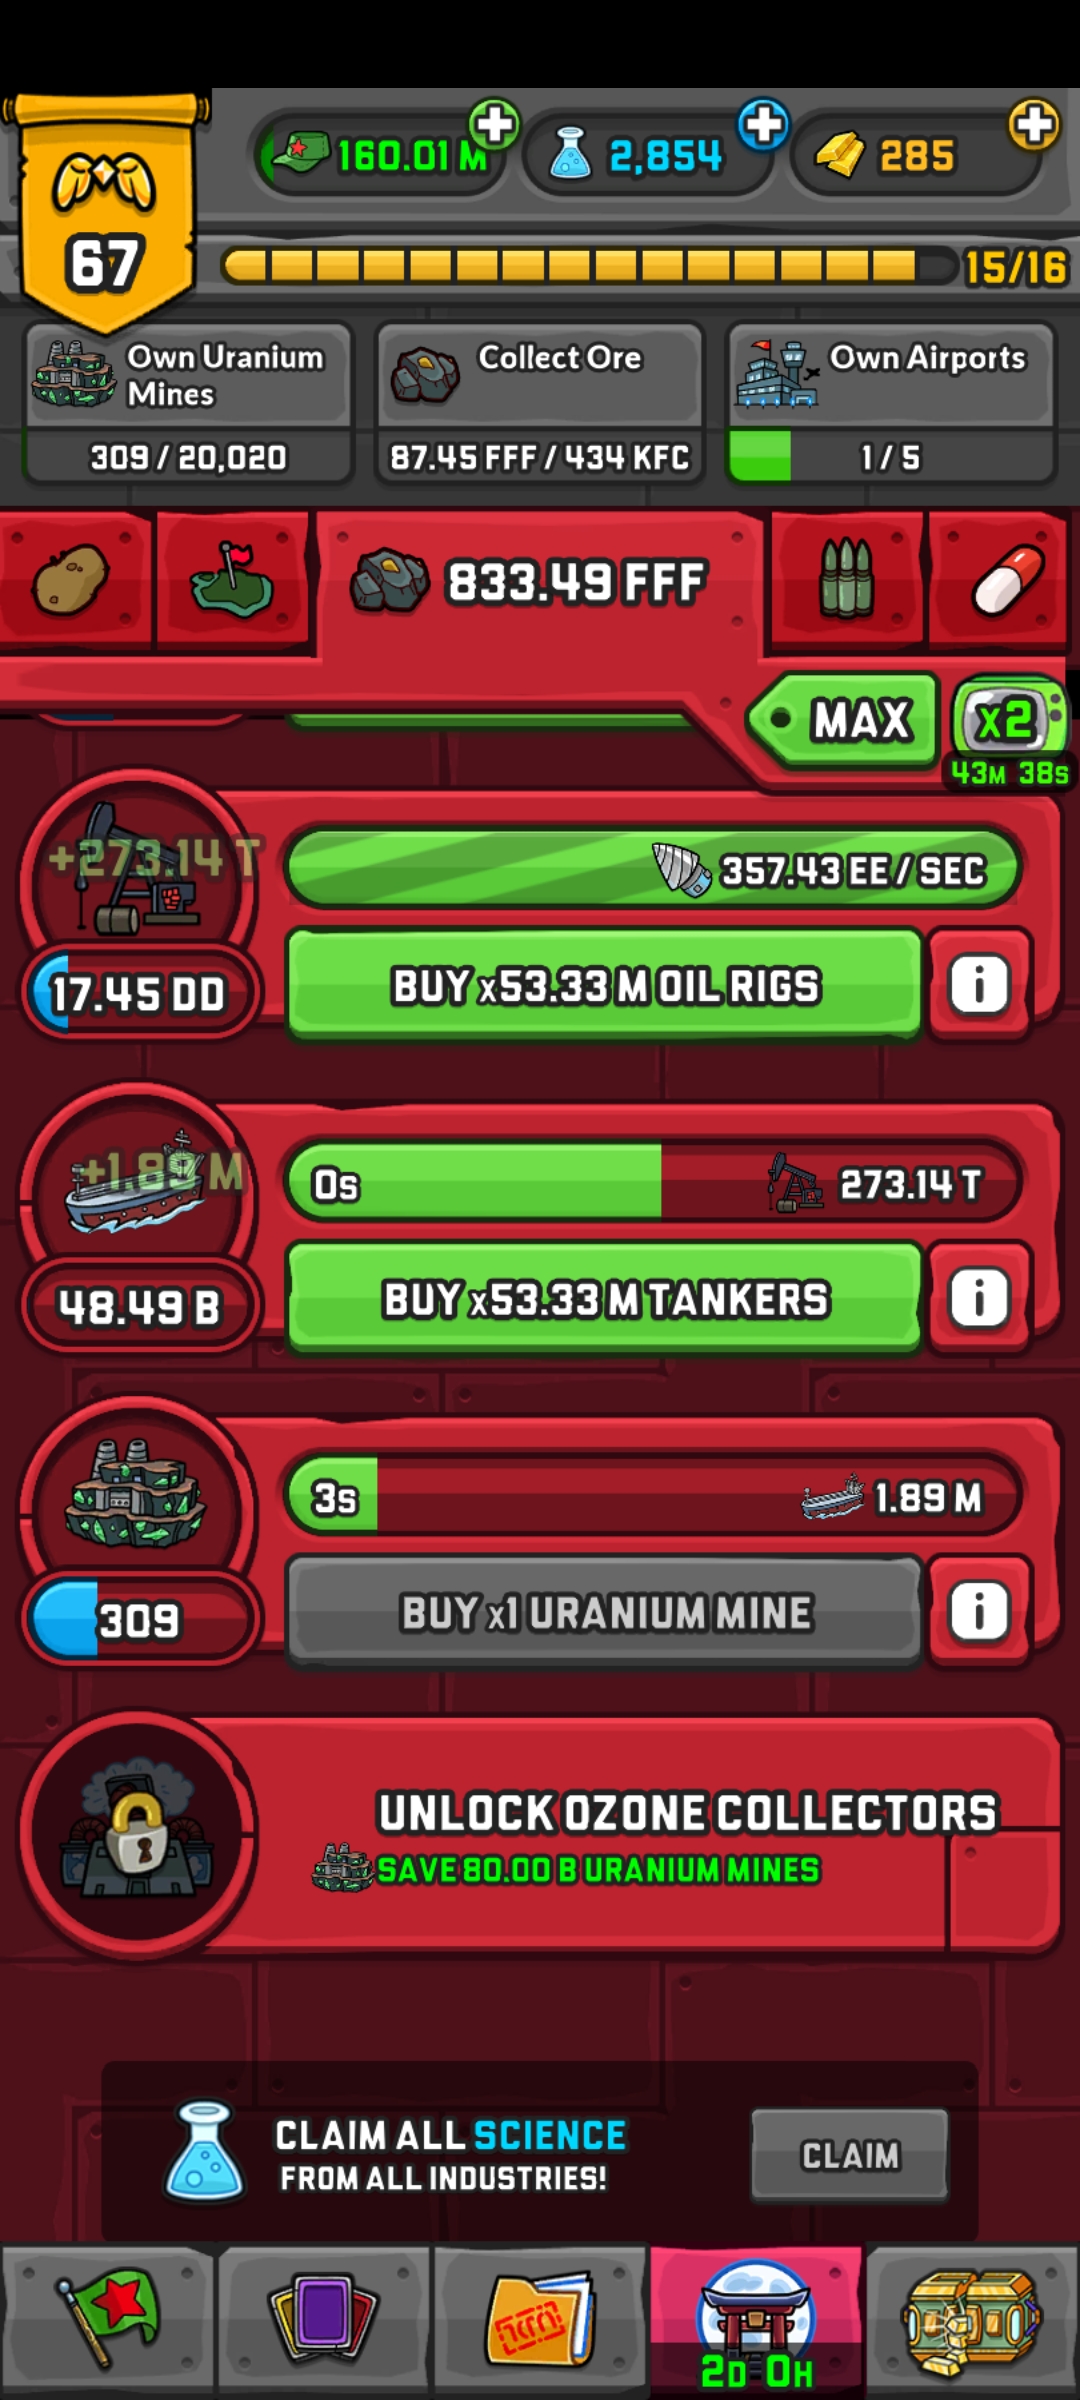 160.01 M
2,854
285
67
15/16
Own Uranium
Mines
309 / 20,020
Collect Ore
87.45 FFF / 434 KFC
Own Airports
1 / 5
833.49 FFF
MAX
x2
43M 38S
+273.14 T
357.43 EE / SEC
17.45 DD
BUY x53.33 M OIL RIGS
i
+1.89 M
0s
273.14 T
48.49 B
BUY x53.33 M TANKERS
i
3s
1.89 M
309
BUY x1 URANIUM MINE
i
UNLOCK OZONE COLLECTORS
SAVE 80.00 B URANIUM MINES
CLAIM ALL SCIENCE
FROM ALL INDUSTRIES!
CLAIM
2D 0H